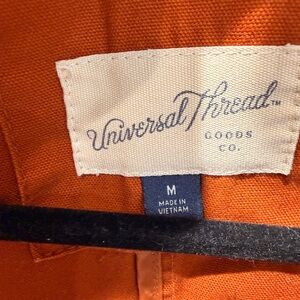 Universal Thread™
GOODS
CO.
M
MADE IN
VIETNAM